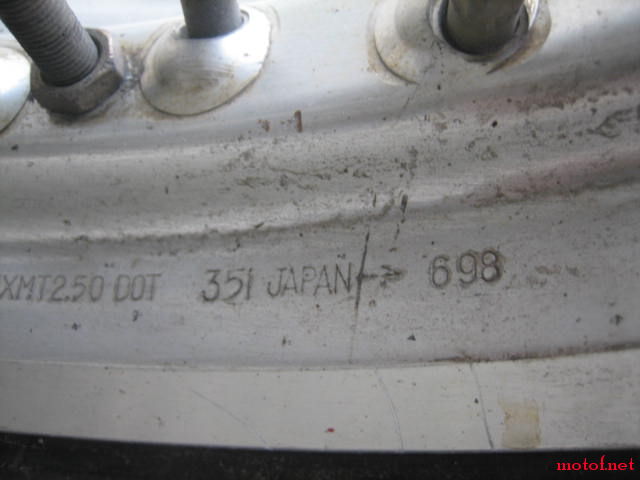 XMT2.50 DOT 351 JAPAN 698
motof.net